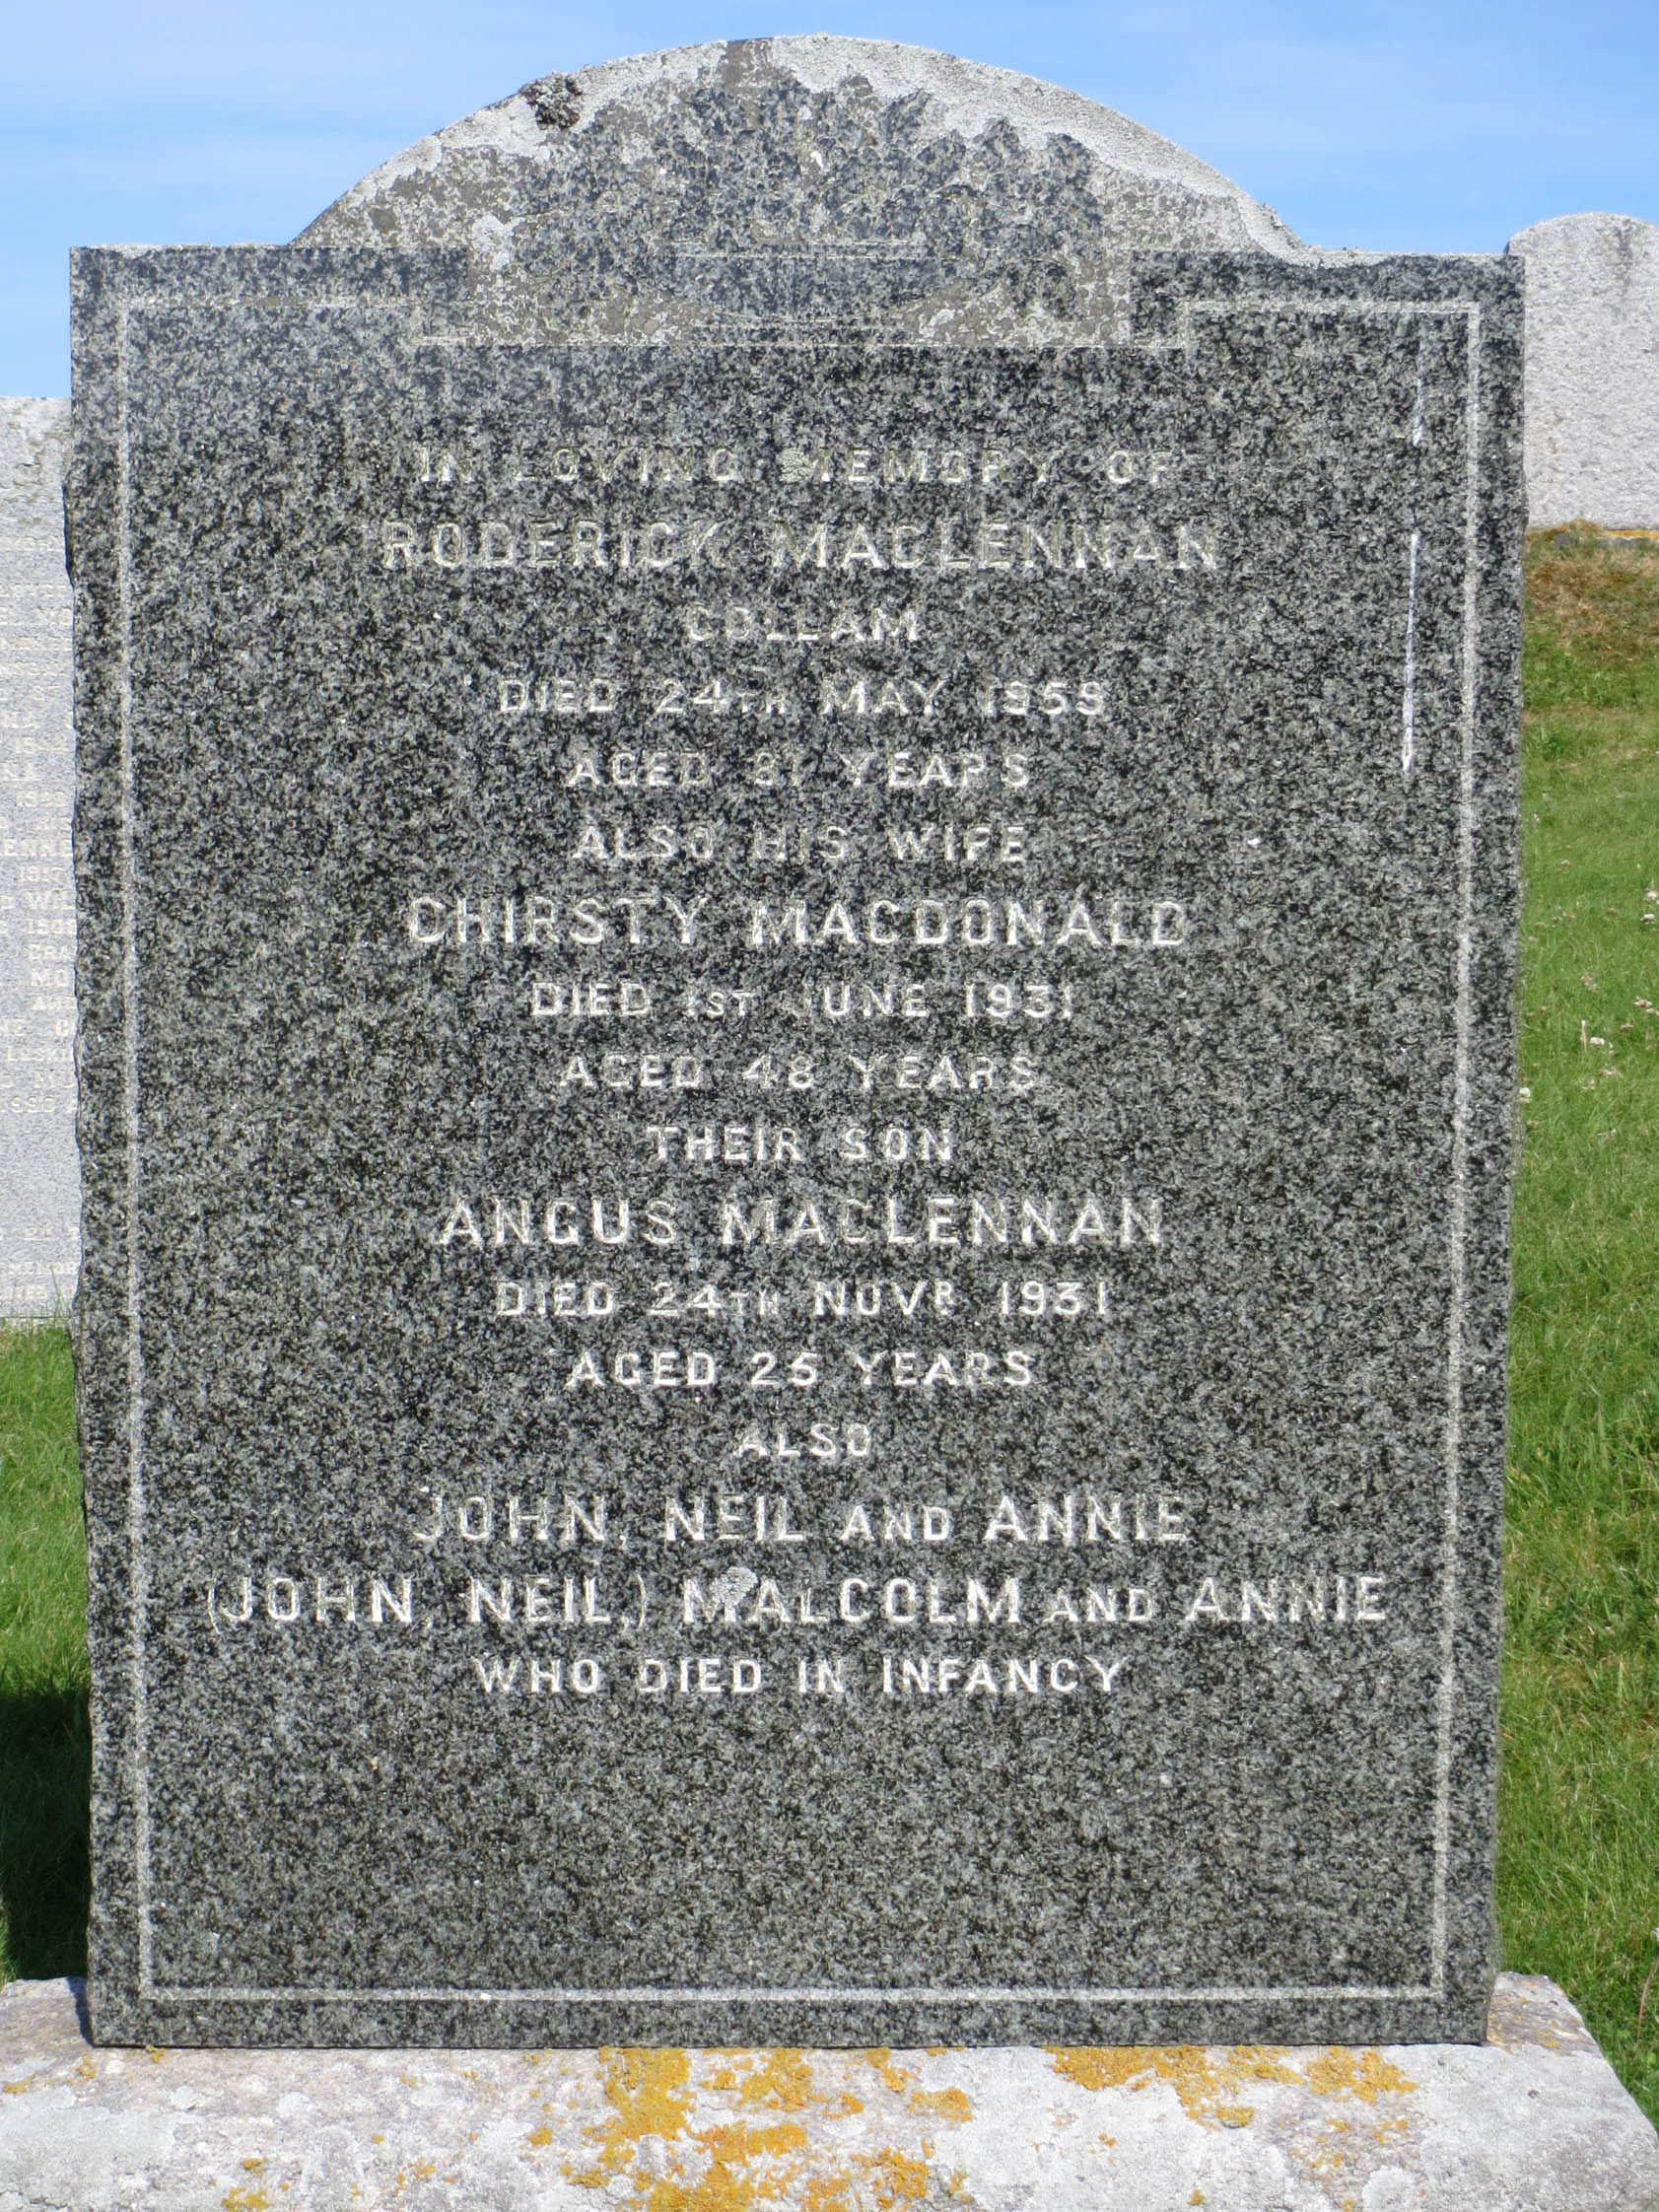 IN LOVING MEMORY OF
RODERICK MACLENNAN
COLLAM
DIED 24TH MAY 1959
AGED 81 YEARS
ALSO HIS WIFE
CHIRSTY MACDONALD
DIED 1ST JUNE 1931
AGED 48 YEARS
THEIR SON
ANGUS MACLENNAN
DIED 24TH NOVR 1931
AGED 25 YEARS
ALSO
JOHN, NEIL AND ANNIE
(JOHN, NEIL,) MALCOLM AND ANNIE
WHO DIED IN INFANCY